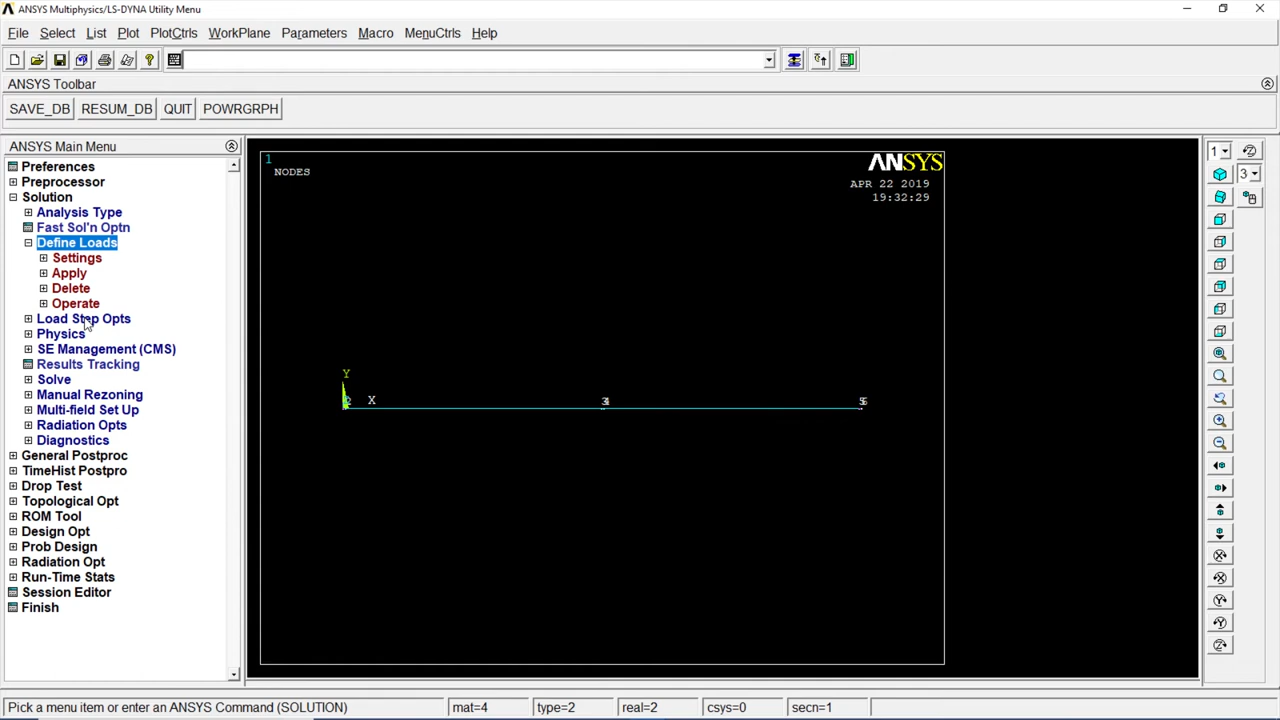 ANSYS Multiphysics/LS-DYNA Utility Menu
File Select List Plot PlotCtrls WorkPlane Parameters Macro MenuCtrls Help
ANSYS Toolbar
SAVE_DB RESUM_DB QUIT POWRGRPH
ANSYS Main Menu
Preferences
Preprocessor
Solution
Analysis Type
Fast Sol'n Optn
Define Loads
Settings
Apply
Delete
Operate
Load Step Opts
Physics
SE Management (CMS)
Results Tracking
Solve
Manual Rezoning
Multi-field Set Up
Radiation Opts
Diagnostics
General Postproc
TimeHist Postpro
Drop Test
Topological Opt
ROM Tool
Design Opt
Prob Design
Radiation Opt
Run-Time Stats
Session Editor
Finish
1
NODES
ANSYS
APR 22 2019
19:32:29
Y
X
1
3
Pick a menu item or enter an ANSYS Command (SOLUTION) mat=4 type=2 real=2 csys=0 secn=1